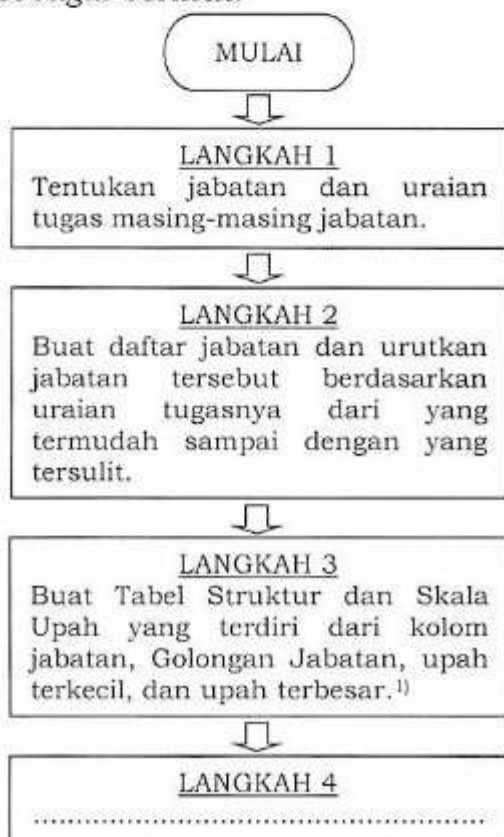 MULAI
LANGKAH 1
Tentukan jabatan dan uraian
tugas masing-masing jabatan.
LANGKAH 2
Buat daftar jabatan dan urutkan
jabatan tersebut berdasarkan
uraian tugasnya dari yang
termudah sampai dengan yang
tersulit.
LANGKAH 3
Buat Tabel Struktur dan Skala
Upah yang terdiri dari kolom
jabatan, Golongan Jabatan, upah
terkecil, dan upah terbesar.1)
LANGKAH 4
................................................